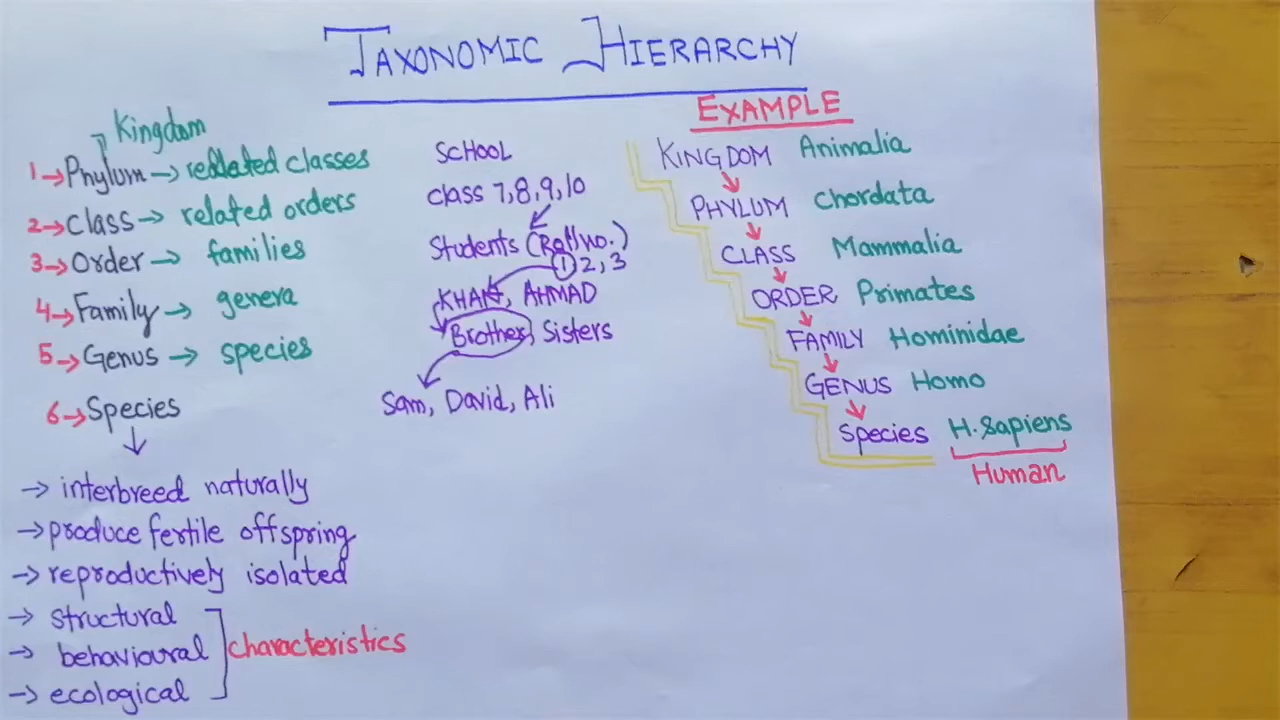 TAXONOMIC HIERARCHY
Kingdom
1→ Phylum → related classes
2→ Class → related orders
3→ Order → families
4→ Family → genera
5→ Genus → species
6→ Species
→ interbreed naturally
→ produce fertile offspring
→ reproductively isolated
→ structural
→ behavioural
→ ecological
characteristics
SCHOOL
class 7,8,9,10
Students (Roll no.)
1 2, 3
KHAN, AHMAD
Brother, Sisters
Sam, David, Ali
EXAMPLE
KINGDOM Animalia
PHYLUM Chordata
CLASS Mammalia
ORDER Primates
FAMILY Hominidae
GENUS Homo
Species H.Sapiens
Human